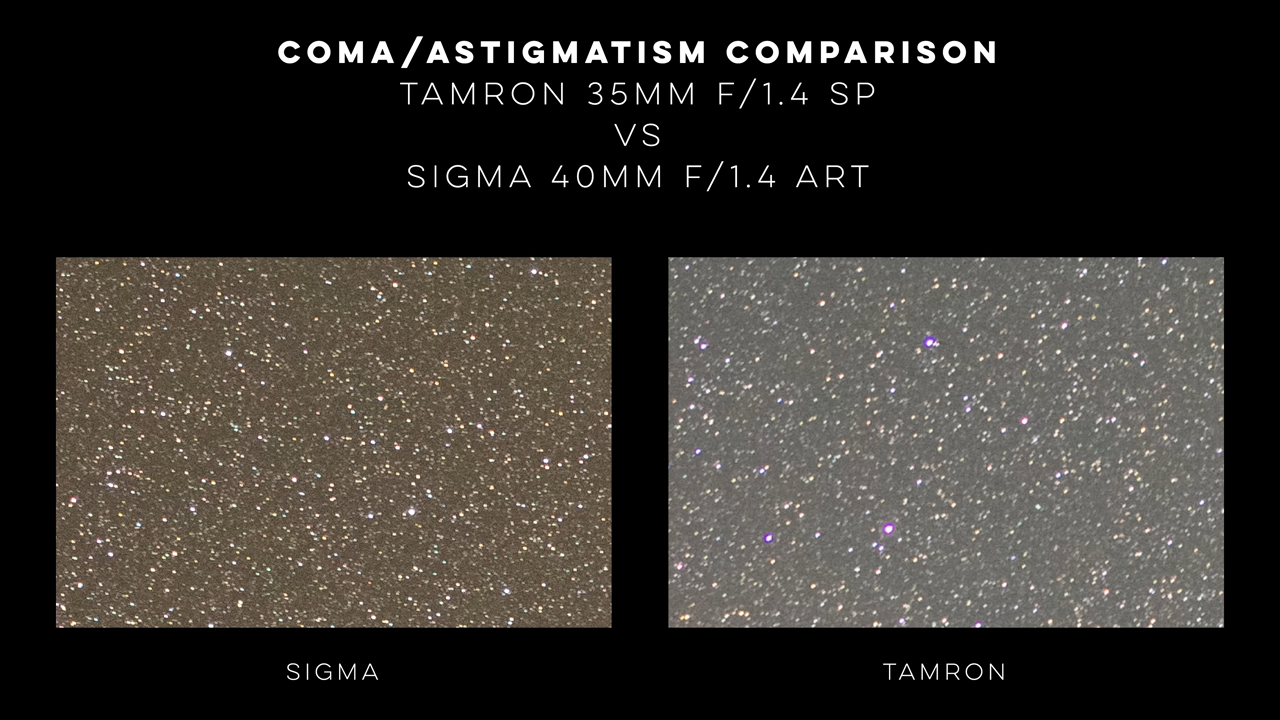 COMA/ASTIGMATISM COMPARISON
TAMRON 35MM F/1.4 SP
VS
SIGMA 40MM F/1.4 ART
SIGMA
TAMRON